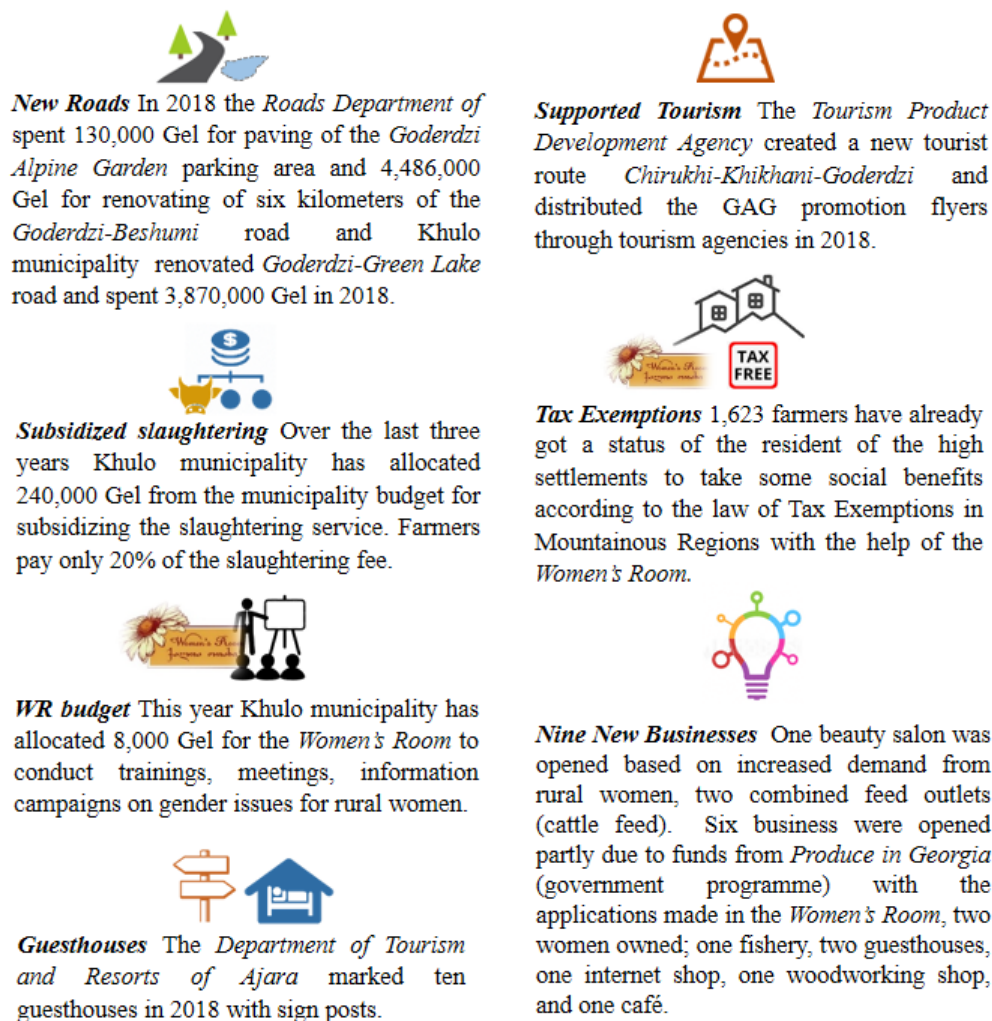 New Roads In 2018 the Roads Department of
spent 130,000 Gel for paving of the Goderdzi
Alpine Garden parking area and 4,486,000
Gel for renovating of six kilometers of the
Goderdzi-Beshumi road and Khulo
municipality renovated Goderdzi-Green Lake
road and spent 3,870,000 Gel in 2018.
$
Subsidized slaughtering Over the last three
years Khulo municipality has allocated
240,000 Gel from the municipality budget for
subsidizing the slaughtering service. Farmers
pay only 20% of the slaughtering fee.
Women's
WR budget This year Khulo municipality has
allocated 8,000 Gel for the Women's Room to
conduct trainings, meetings, information
campaigns on gender issues for rural women.
Guesthouses The Department of Tourism
and Resorts of Ajara marked ten
guesthouses in 2018 with sign posts.
Supported Tourism The Tourism Product
Development Agency created a new tourist
route Chirukhi-Khikhani-Goderdzi and
distributed the GAG promotion flyers
through tourism agencies in 2018.
Women's
TAX
FREE
Tax Exemptions 1,623 farmers have already
got a status of the resident of the high
settlements to take some social benefits
according to the law of Tax Exemptions in
Mountainous Regions with the help of the
Women's Room.
Nine New Businesses One beauty salon was
opened based on increased demand from
rural women, two combined feed outlets
(cattle feed). Six business were opened
partly due to funds from Produce in Georgia
(government programme) with the
applications made in the Women's Room, two
women owned; one fishery, two guesthouses,
one internet shop, one woodworking shop,
and one café.